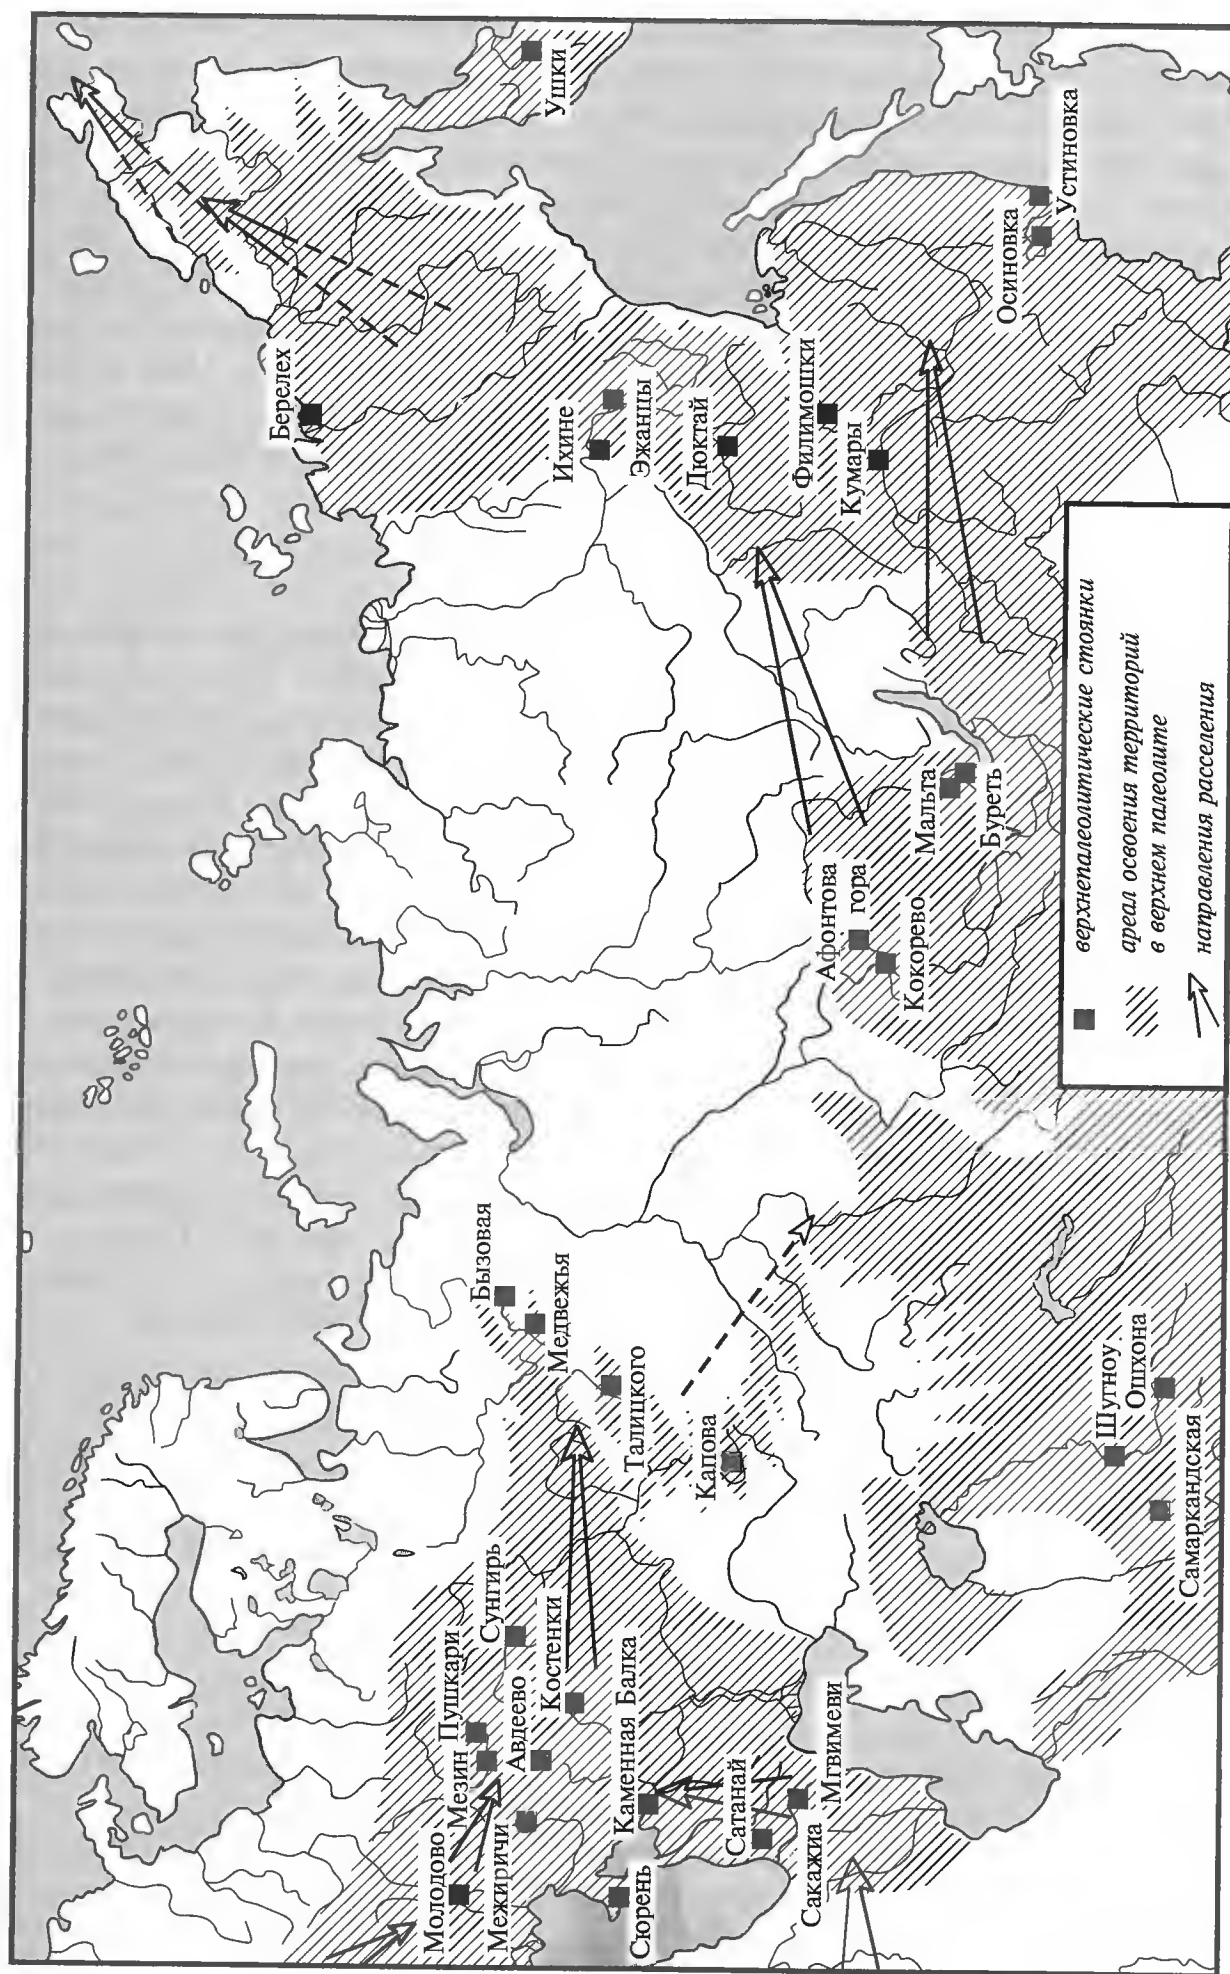 Ушки
Берелех
Ихине
Эжанцы
Дюктай
Филимошки
Кумары
Осиновка
Устиновка
Мальта
Буреть
Афонтова
гора
Кокорево
Бызовая
Медвежья
Талицкого
Капова
Сунгирь
Костенки
Пушкари
Мезин
Авдеево
Молодово
Межиричи
Каменная Балка
Сюрень
Сатанай
Сакажиа
Мгвимеви
Шугноу
Ошхона
Самаркандская
верхнепалеолитические стоянки
ареал освоения территорий
в верхнем палеолите
направления расселения